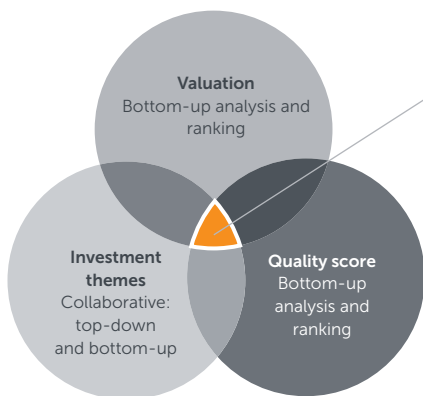 Valuation
Bottom-up analysis and
ranking
Investment
themes
Collaborative:
top-down
and bottom-up
Quality score
Bottom-up
analysis and
ranking